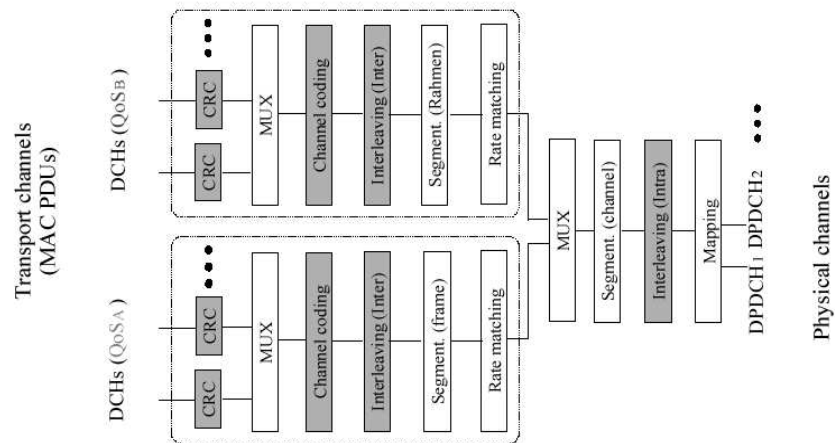 Transport channels
(MAC PDUs)
DCHs (QoSA)
DCHs (QoSB)
CRC
CRC
CRC
CRC
MUX
MUX
Channel coding
Channel coding
Interleaving (Inter)
Interleaving (Inter)
Segment. (frame)
Segment. (Rahmen)
Rate matching
Rate matching
MUX
Segment. (channel)
Interleaving (Intra)
Mapping
DPDCH1 DPDCH2
Physical channels